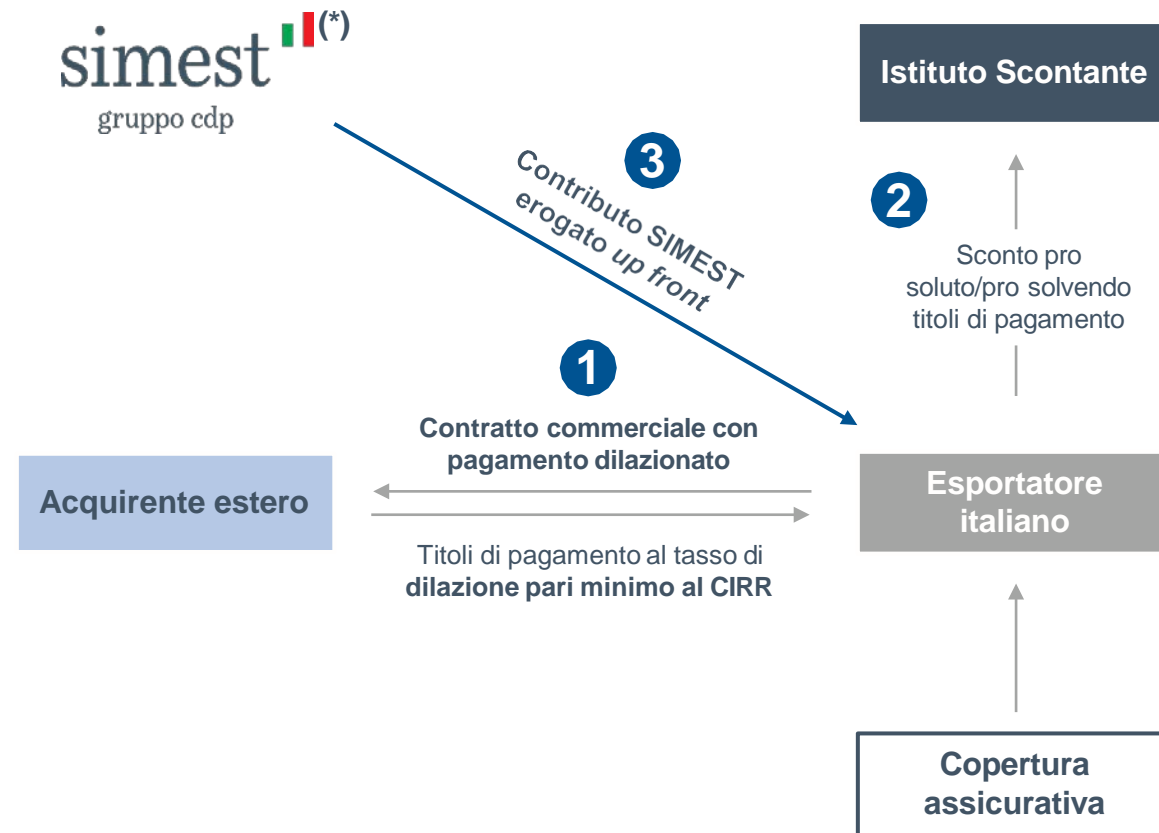 simest (*)
gruppo cdp
Istituto Scontante
3
Contributo SIMEST
erogato up front
2
Sconto pro
soluto/pro solvendo
titoli di pagamento
1
Contratto commerciale con
pagamento dilazionato
Acquirente estero
Esportatore
italiano
Titoli di pagamento al tasso di
dilazione pari minimo al CIRR
Copertura
assicurativa